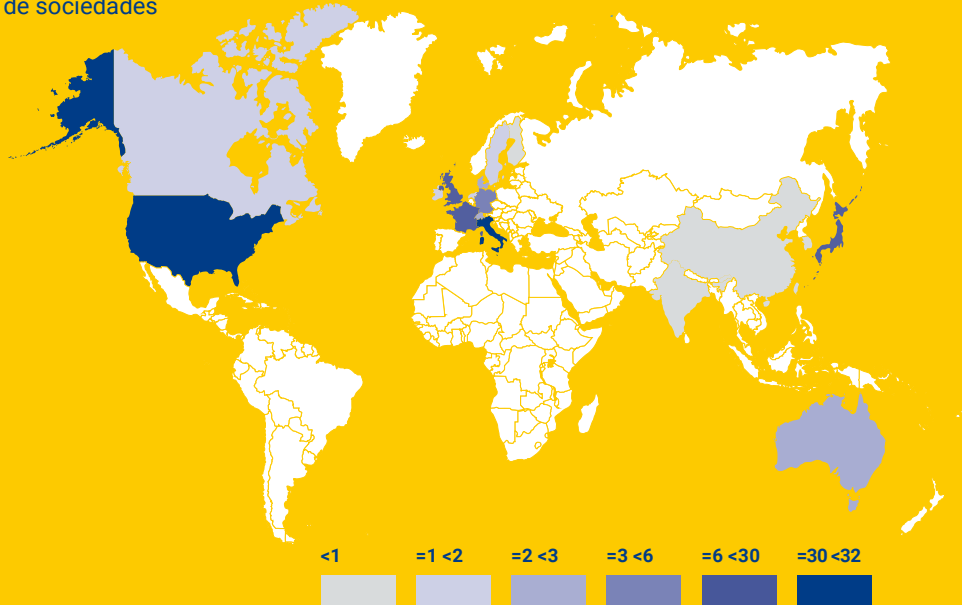 de sociedades
<1 =1 <2 =2 <3 =3 <6 =6 <30 =30 <32